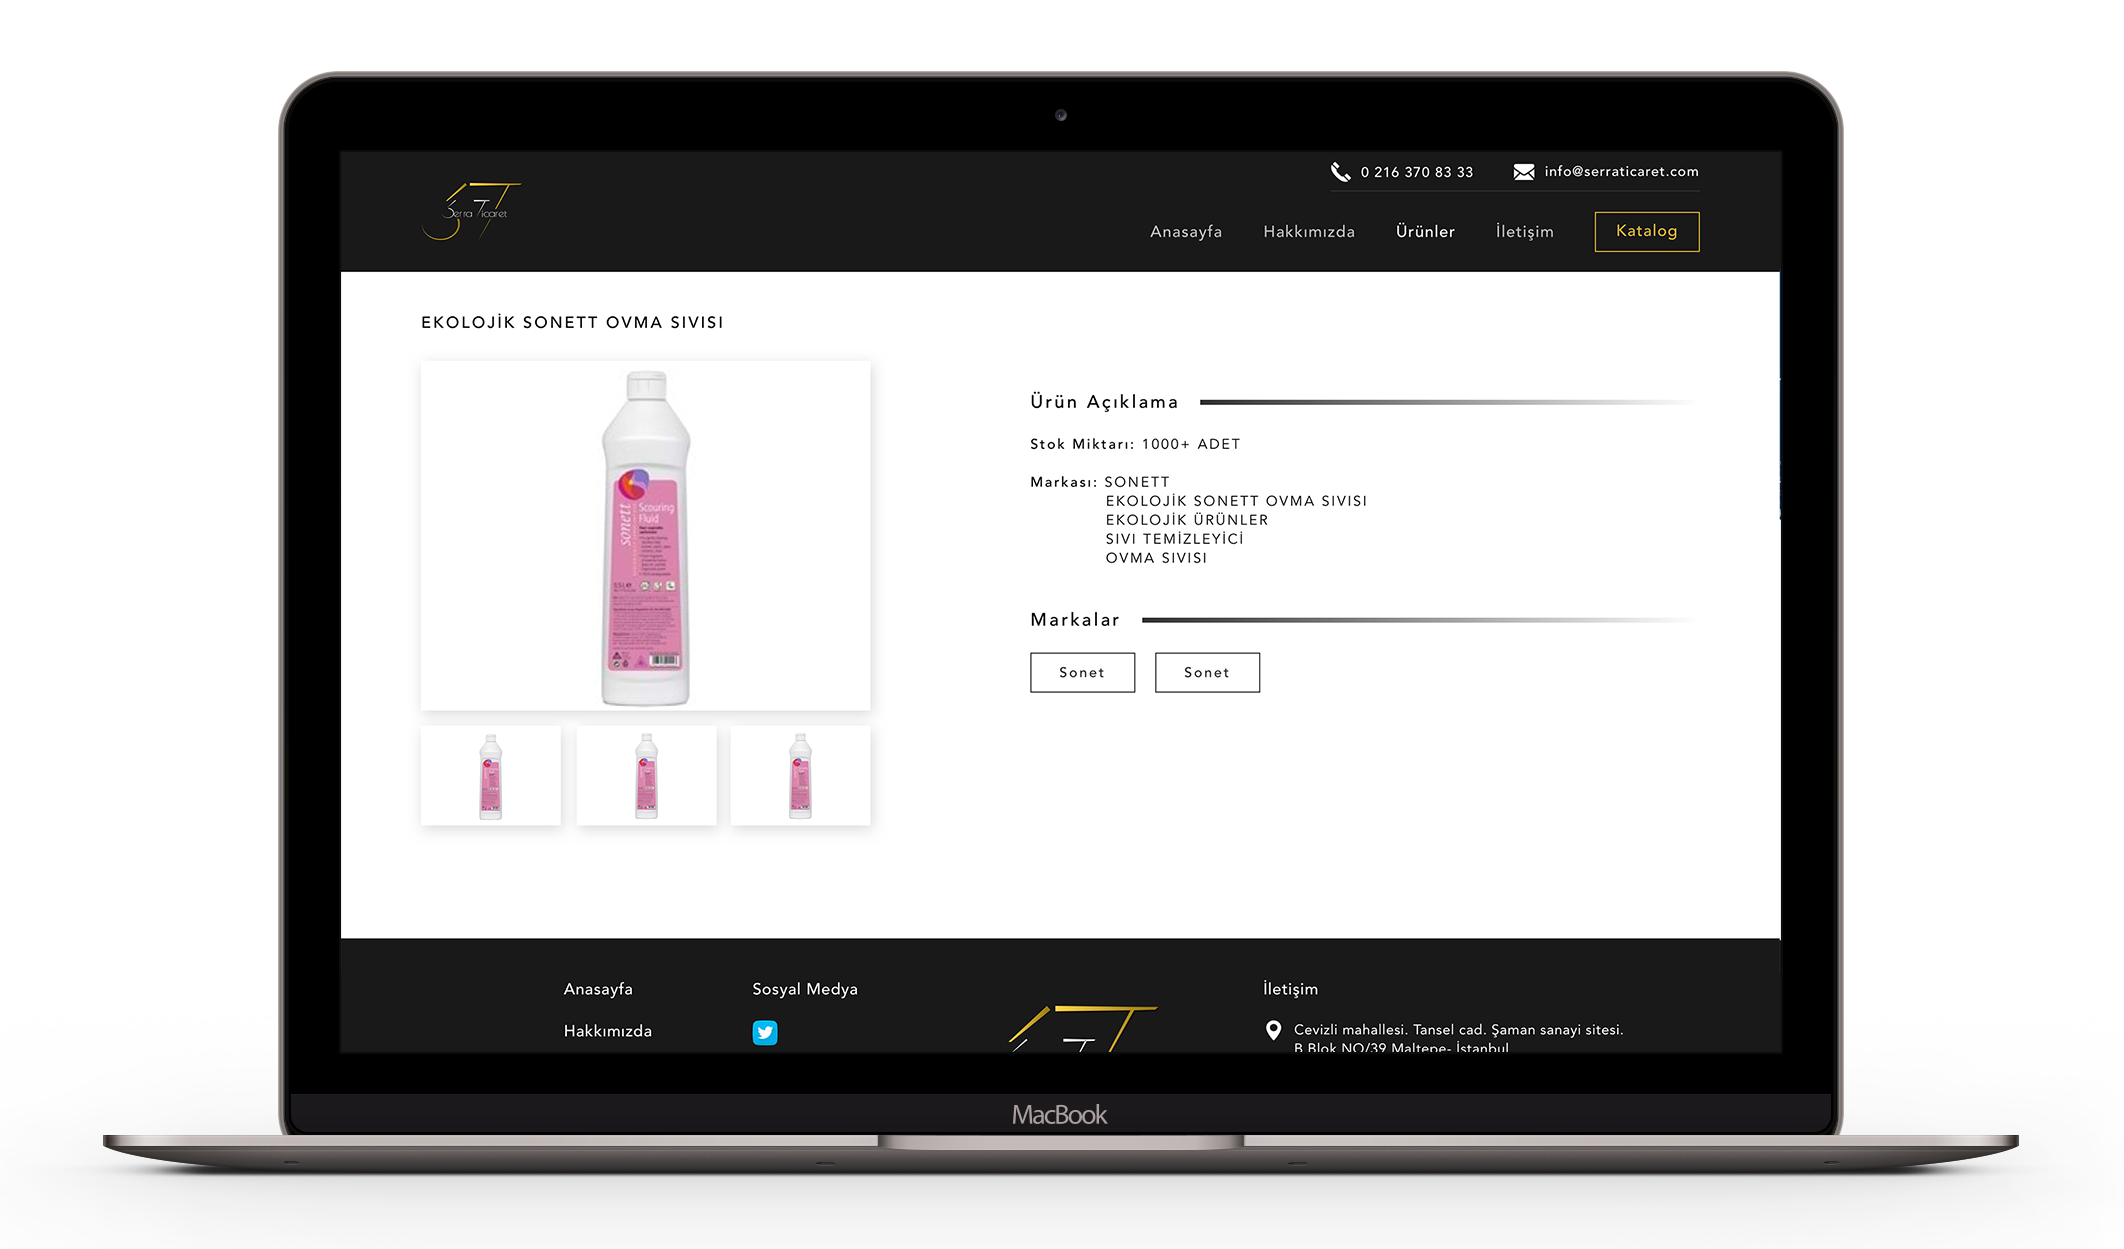 Serra Ticaret
0 216 370 83 33
info@serraticaret.com
Anasayfa
Hakkımızda
Ürünler
İletişim
Katalog
EKOLOJİK SONETT OVMA SIVISI
sonett
Scouring
Fluid
Ürün Açıklama
Stok Miktarı: 1000+ ADET
Markası: SONETT
EKOLOJİK SONETT OVMA SIVISI
EKOLOJİK ÜRÜNLER
SIVI TEMİZLEYİCİ
OVMA SIVISI
Markalar
Sonet
Sonet
Anasayfa
Hakkımızda
Sosyal Medya
İletişim
Cevizli mahallesi. Tansel cad. Şaman sanayi sitesi.
B Blok NO/39 Maltepe- İstanbul
MacBook